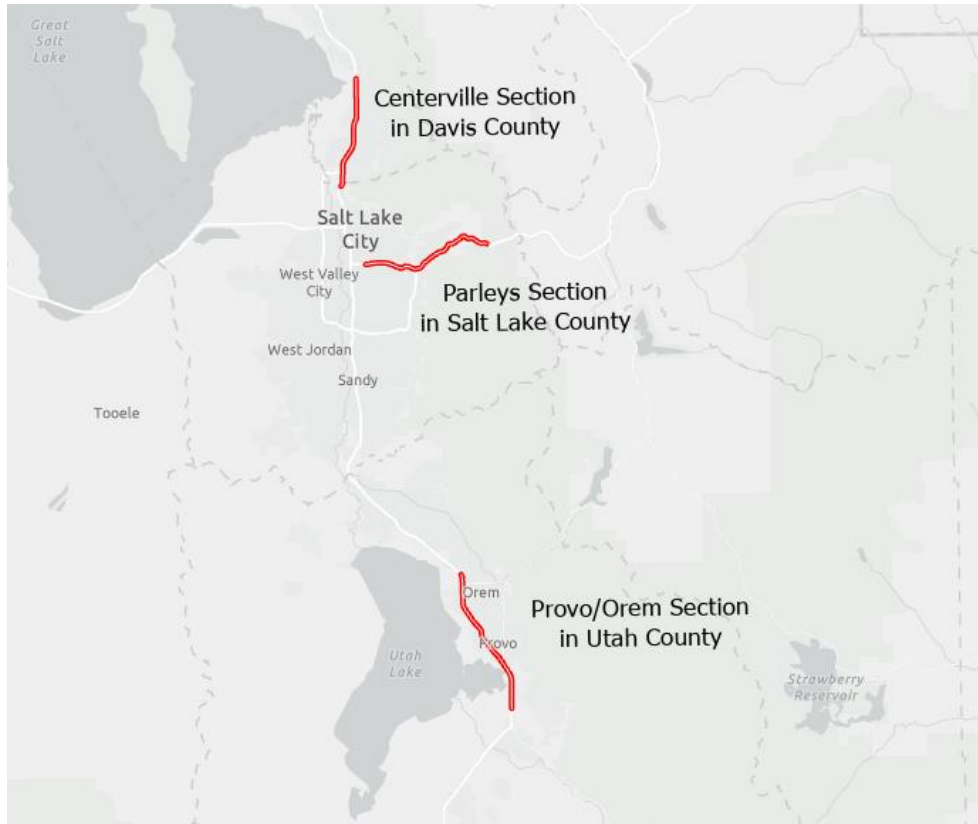 Great
Salt
Lake
Centerville Section
in Davis County
Salt Lake
City
West Valley
City
Parleys Section
in Salt Lake County
West Jordan
Sandy
Tooele
Orem
Provo/Orem Section
in Utah County
Provo
Utah
Lake
Strawberry
Reservoir